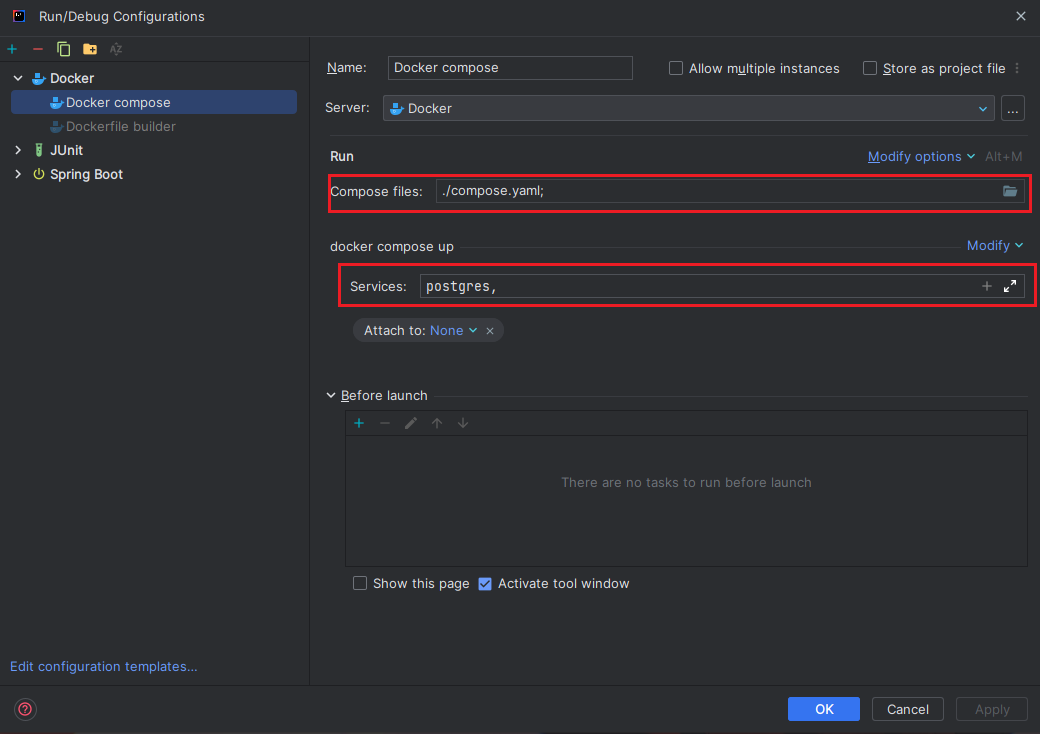 Run/Debug Configurations
Docker
Docker compose
Dockerfile builder
JUnit
Spring Boot
Edit configuration templates...
Name: Docker compose Allow multiple instances Store as project file
Server: Docker ...
Run Modify options Alt+M
Compose files: ./compose.yaml;
docker compose up Modify
Services: postgres,
Attach to: None
Before launch
There are no tasks to run before launch
Show this page Activate tool window
OK Cancel Apply